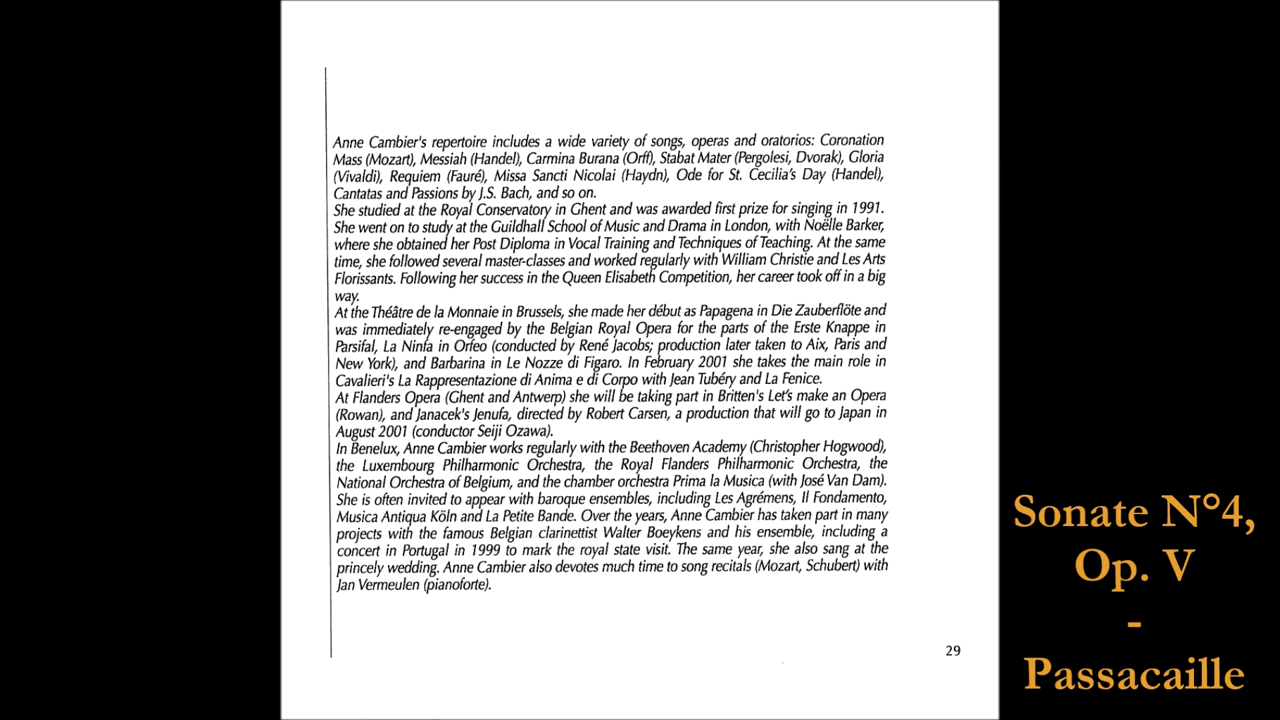 Anne Cambier's repertoire includes a wide variety of songs, operas and oratorios: Coronation
Mass (Mozart), Messiah (Handel), Carmina Burana (Orff), Stabat Mater (Pergolesi, Dvorak), Gloria
(Vivaldi), Requiem (Fauré), Missa Sancti Nicolai (Haydn), Ode for St. Cecilia's Day (Handel),
Cantatas and Passions by J.S. Bach, and so on.
She studied at the Royal Conservatory in Ghent and was awarded first prize for singing in 1991.
She went on to study at the Guildhall School of Music and Drama in London, with Noëlle Barker,
where she obtained her Post Diploma in Vocal Training and Techniques of Teaching. At the same
time, she followed several master-classes and worked regularly with William Christie and Les Arts
Florissants. Following her success in the Queen Elisabeth Competition, her career took off in a big
way.
At the Théâtre de la Monnaie in Brussels, she made her début as Papagena in Die Zauberflöte and
was immediately re-engaged by the Belgian Royal Opera for the parts of the Erste Knappe in
Parsifal, La Ninfa in Orfeo (conducted by René Jacobs; production later taken to Aix, Paris and
New York), and Barbarina in Le Nozze di Figaro. In February 2001 she takes the main role in
Cavalieri's La Rappresentazione di Anima e di Corpo with Jean Tubéry and La Fenice.
At Flanders Opera (Ghent and Antwerp) she will be taking part in Britten's Let's make an Opera
(Rowan), and Janacek's Jenufa, directed by Robert Carsen, a production that will go to Japan in
August 2001 (conductor Seiji Ozawa).
In Benelux, Anne Cambier works regularly with the Beethoven Academy (Christopher Hogwood),
the Luxembourg Philharmonic Orchestra, the Royal Flanders Philharmonic Orchestra, the
National Orchestra of Belgium, and the chamber orchestra Prima la Musica (with José Van Dam).
She is often invited to appear with baroque ensembles, including Les Agrémens, Il Fondamento,
Musica Antiqua Köln and La Petite Bande. Over the years, Anne Cambier has taken part in many
projects with the famous Belgian clarinettist Walter Boeykens and his ensemble, including a
concert in Portugal in 1999 to mark the royal state visit. The same year, she also sang at the
princely wedding. Anne Cambier also devotes much time to song recitals (Mozart, Schubert) with
Jan Vermeulen (pianoforte).
29
Sonate N°4,
Op. V
-
Passacaille